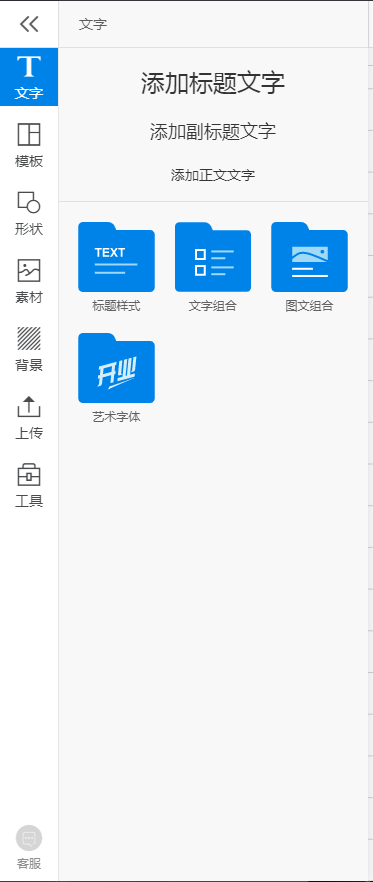 文字
T
文字
模板
形状
素材
背景
上传
工具
客服
添加标题文字
添加副标题文字
添加正文文字
TEXT
标题样式
文字组合
图文组合
开业
艺术字体